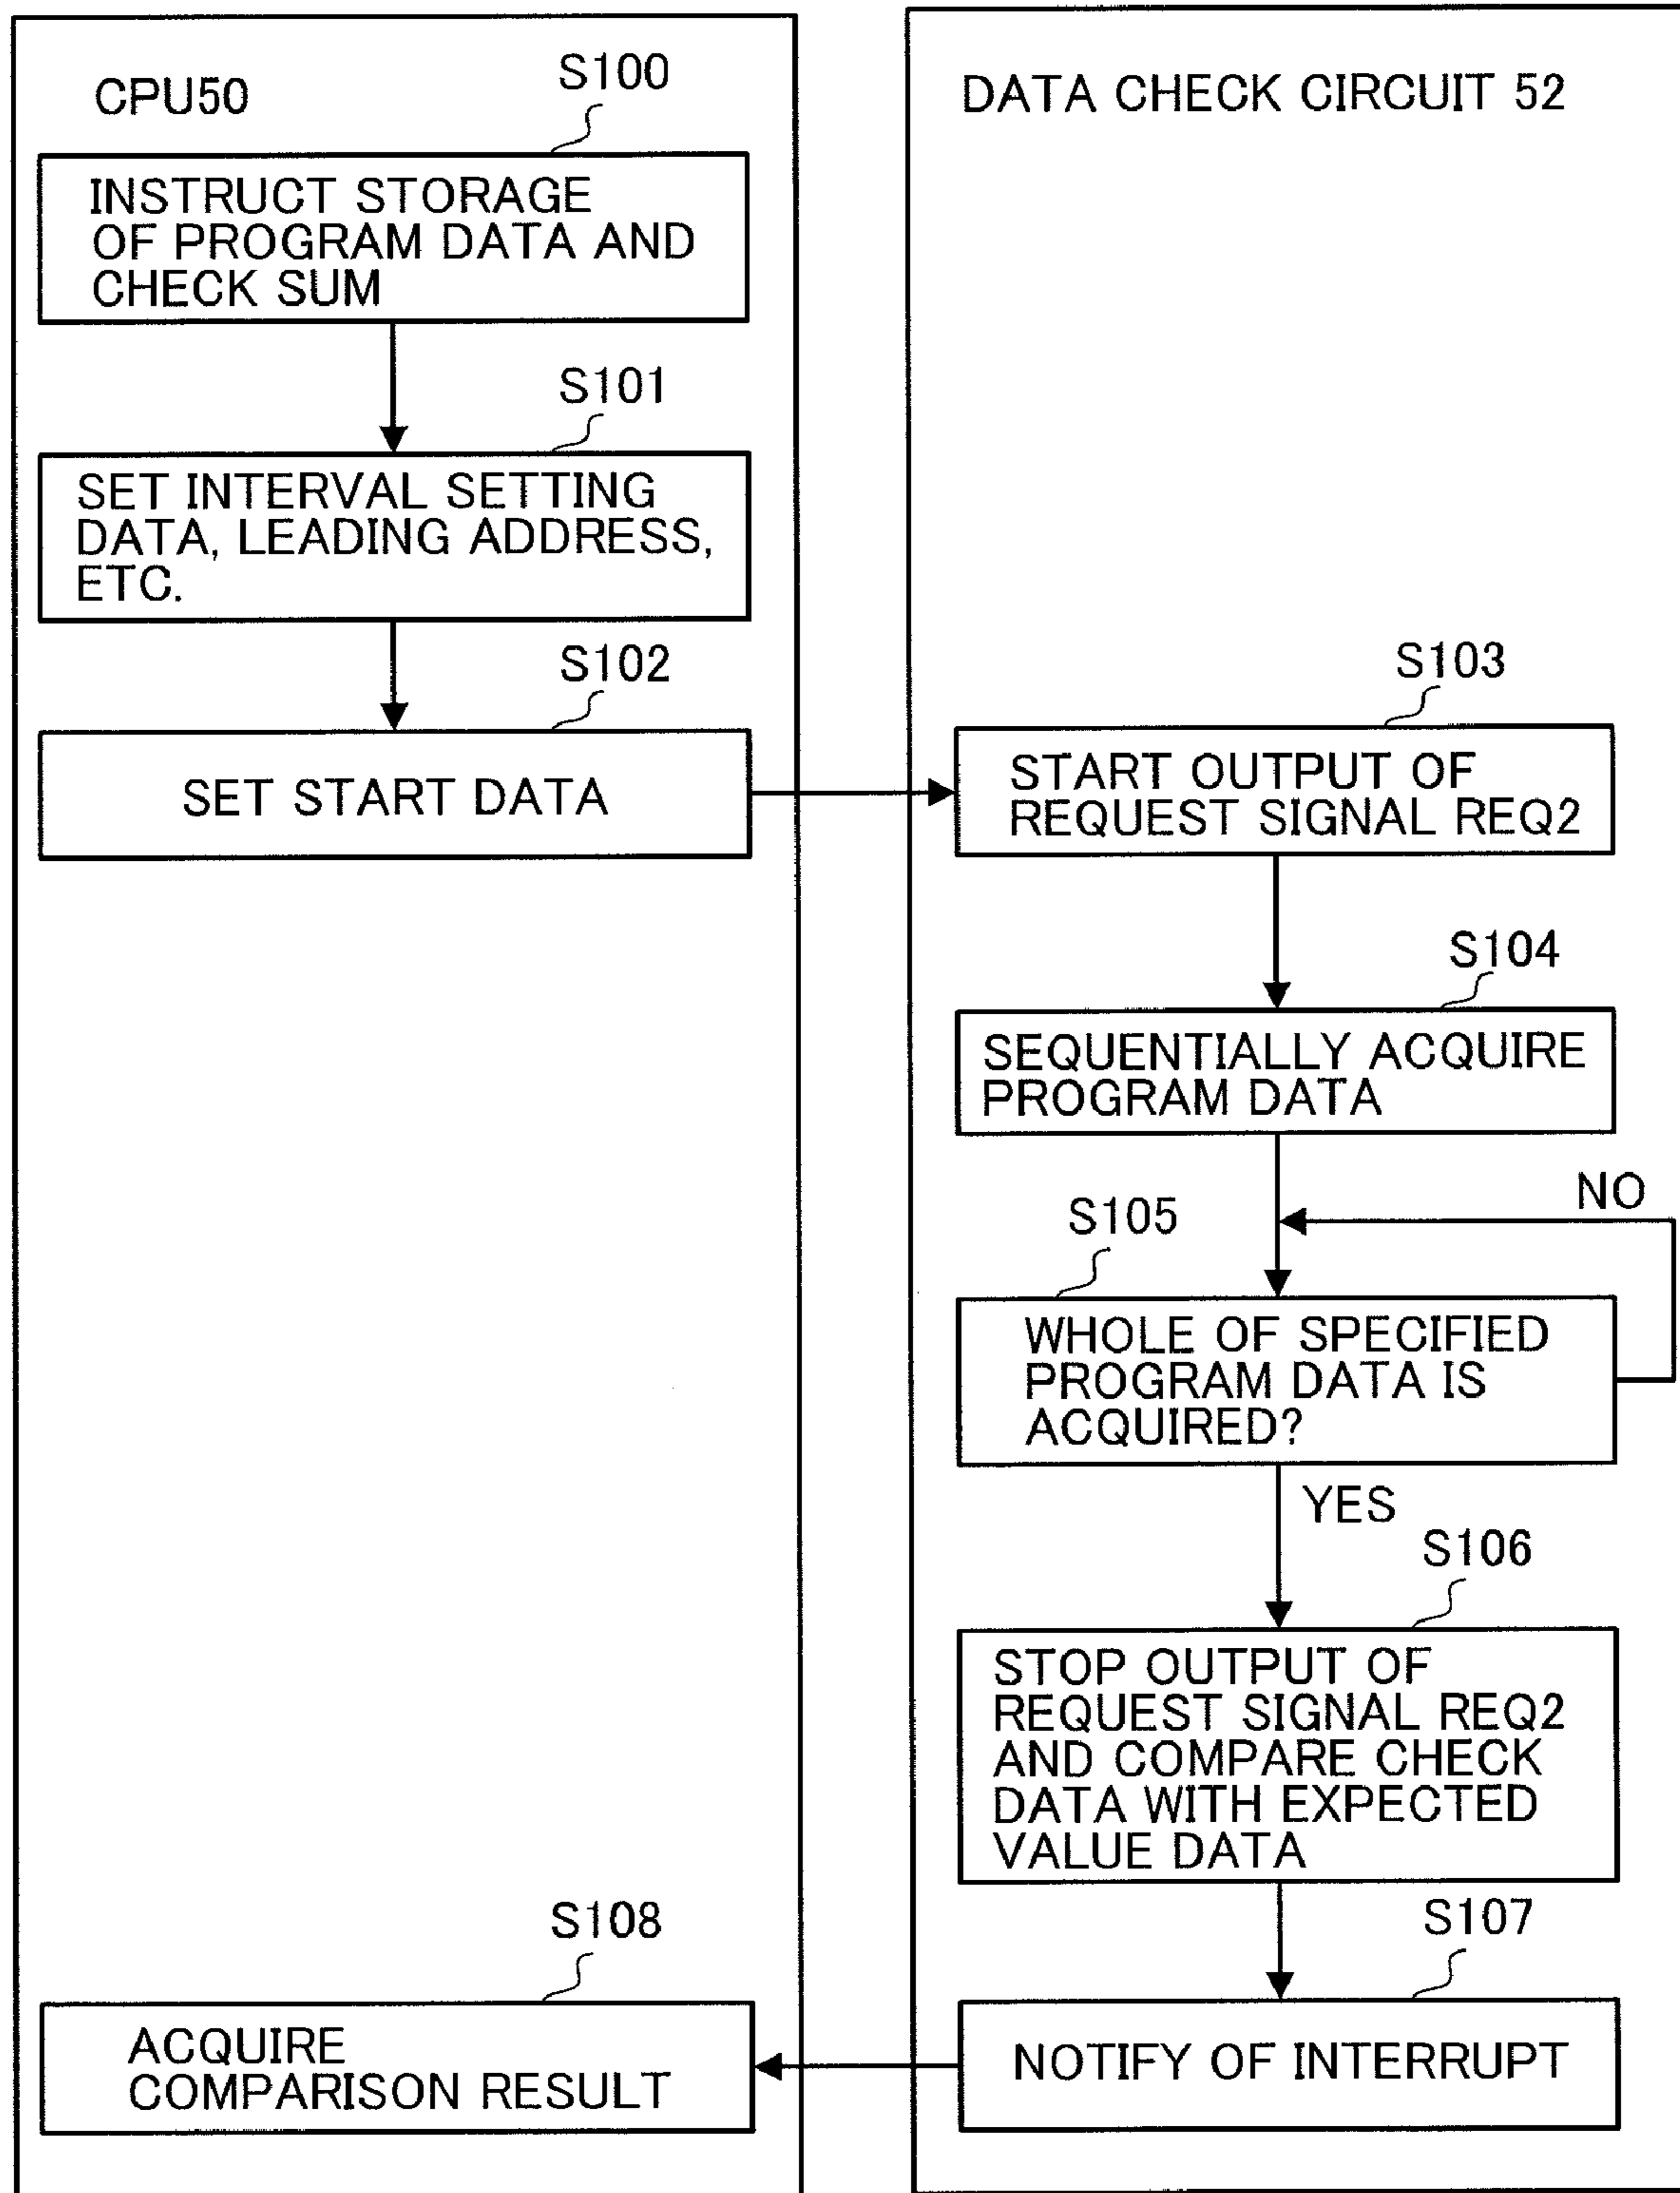 CPU50
S100
INSTRUCT STORAGE
OF PROGRAM DATA AND
CHECK SUM
S101
SET INTERVAL SETTING
DATA, LEADING ADDRESS,
ETC.
S102
SET START DATA
DATA CHECK CIRCUIT 52
S103
START OUTPUT OF
REQUEST SIGNAL REQ2
S104
SEQUENTIALLY ACQUIRE
PROGRAM DATA
NO
S105
WHOLE OF SPECIFIED
PROGRAM DATA IS
ACQUIRED?
YES
S106
STOP OUTPUT OF
REQUEST SIGNAL REQ2
AND COMPARE CHECK
DATA WITH EXPECTED
VALUE DATA
S107
NOTIFY OF INTERRUPT
S108
ACQUIRE
COMPARISON RESULT